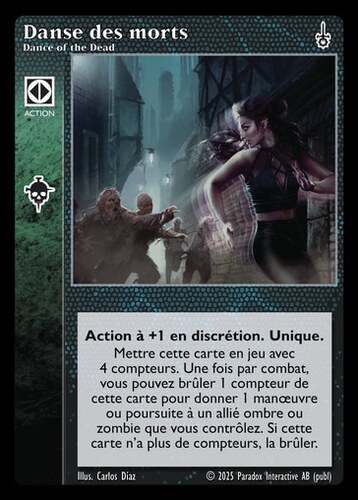 Danse des morts
Dance of the Dead
ACTION
Action à +1 en discrétion. Unique.
Mettre cette carte en jeu avec
4 compteurs. Une fois par combat,
vous pouvez brûler 1 compteur de
cette carte pour donner 1 manœuvre
ou poursuite à un allié ombre ou
zombie que vous contrôlez. Si cette
carte n'a plus de compteurs, la brûler.
Illus. Carlos Díaz © 2025 Paradox Interactive AB (publ)